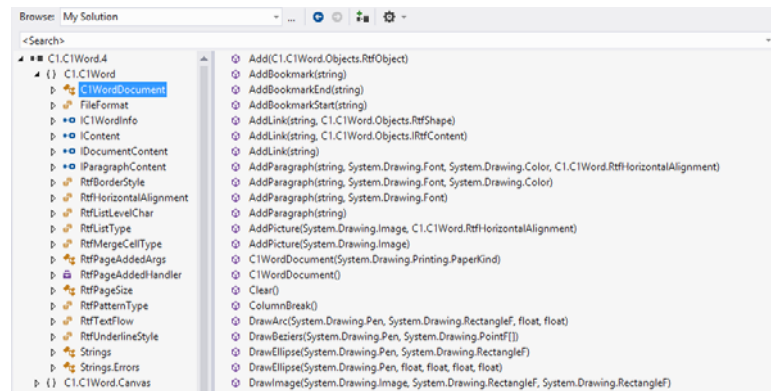 Browse: My Solution ...
<Search>
C1.C1Word.4
{} C1.C1Word
C1WordDocument
FileFormat
IC1WordInfo
IContent
IDocumentContent
IParagraphContent
RtfBorderStyle
RtfHorizontalAlignment
RtfListLevelChar
RtfListType
RtfMergeCellType
RtfPageAddedArgs
RtfPageAddedHandler
RtfPageSize
RtfPatternType
RtfTextFlow
RtfUnderlineStyle
Strings
Strings.Errors
{} C1.C1Word.Canvas
Add(C1.C1Word.Objects.RtfObject)
AddBookmark(string)
AddBookmarkEnd(string)
AddBookmarkStart(string)
AddLink(string, C1.C1Word.Objects.RtfShape)
AddLink(string, C1.C1Word.Objects.IRtfContent)
AddLink(string)
AddParagraph(string, System.Drawing.Font, System.Drawing.Color, C1.C1Word.RtfHorizontalAlignment)
AddParagraph(string, System.Drawing.Font, System.Drawing.Color)
AddParagraph(string, System.Drawing.Font)
AddParagraph(string)
AddPicture(System.Drawing.Image, C1.C1Word.RtfHorizontalAlignment)
AddPicture(System.Drawing.Image)
C1WordDocument(System.Drawing.Printing.PaperKind)
C1WordDocument()
Clear()
ColumnBreak()
DrawArc(System.Drawing.Pen, System.Drawing.RectangleF, float, float)
DrawBeziers(System.Drawing.Pen, System.Drawing.PointF[])
DrawEllipse(System.Drawing.Pen, System.Drawing.RectangleF)
DrawEllipse(System.Drawing.Pen, float, float, float, float)
DrawImage(System.Drawing.Image, System.Drawing.RectangleF, System.Drawing.RectangleF)